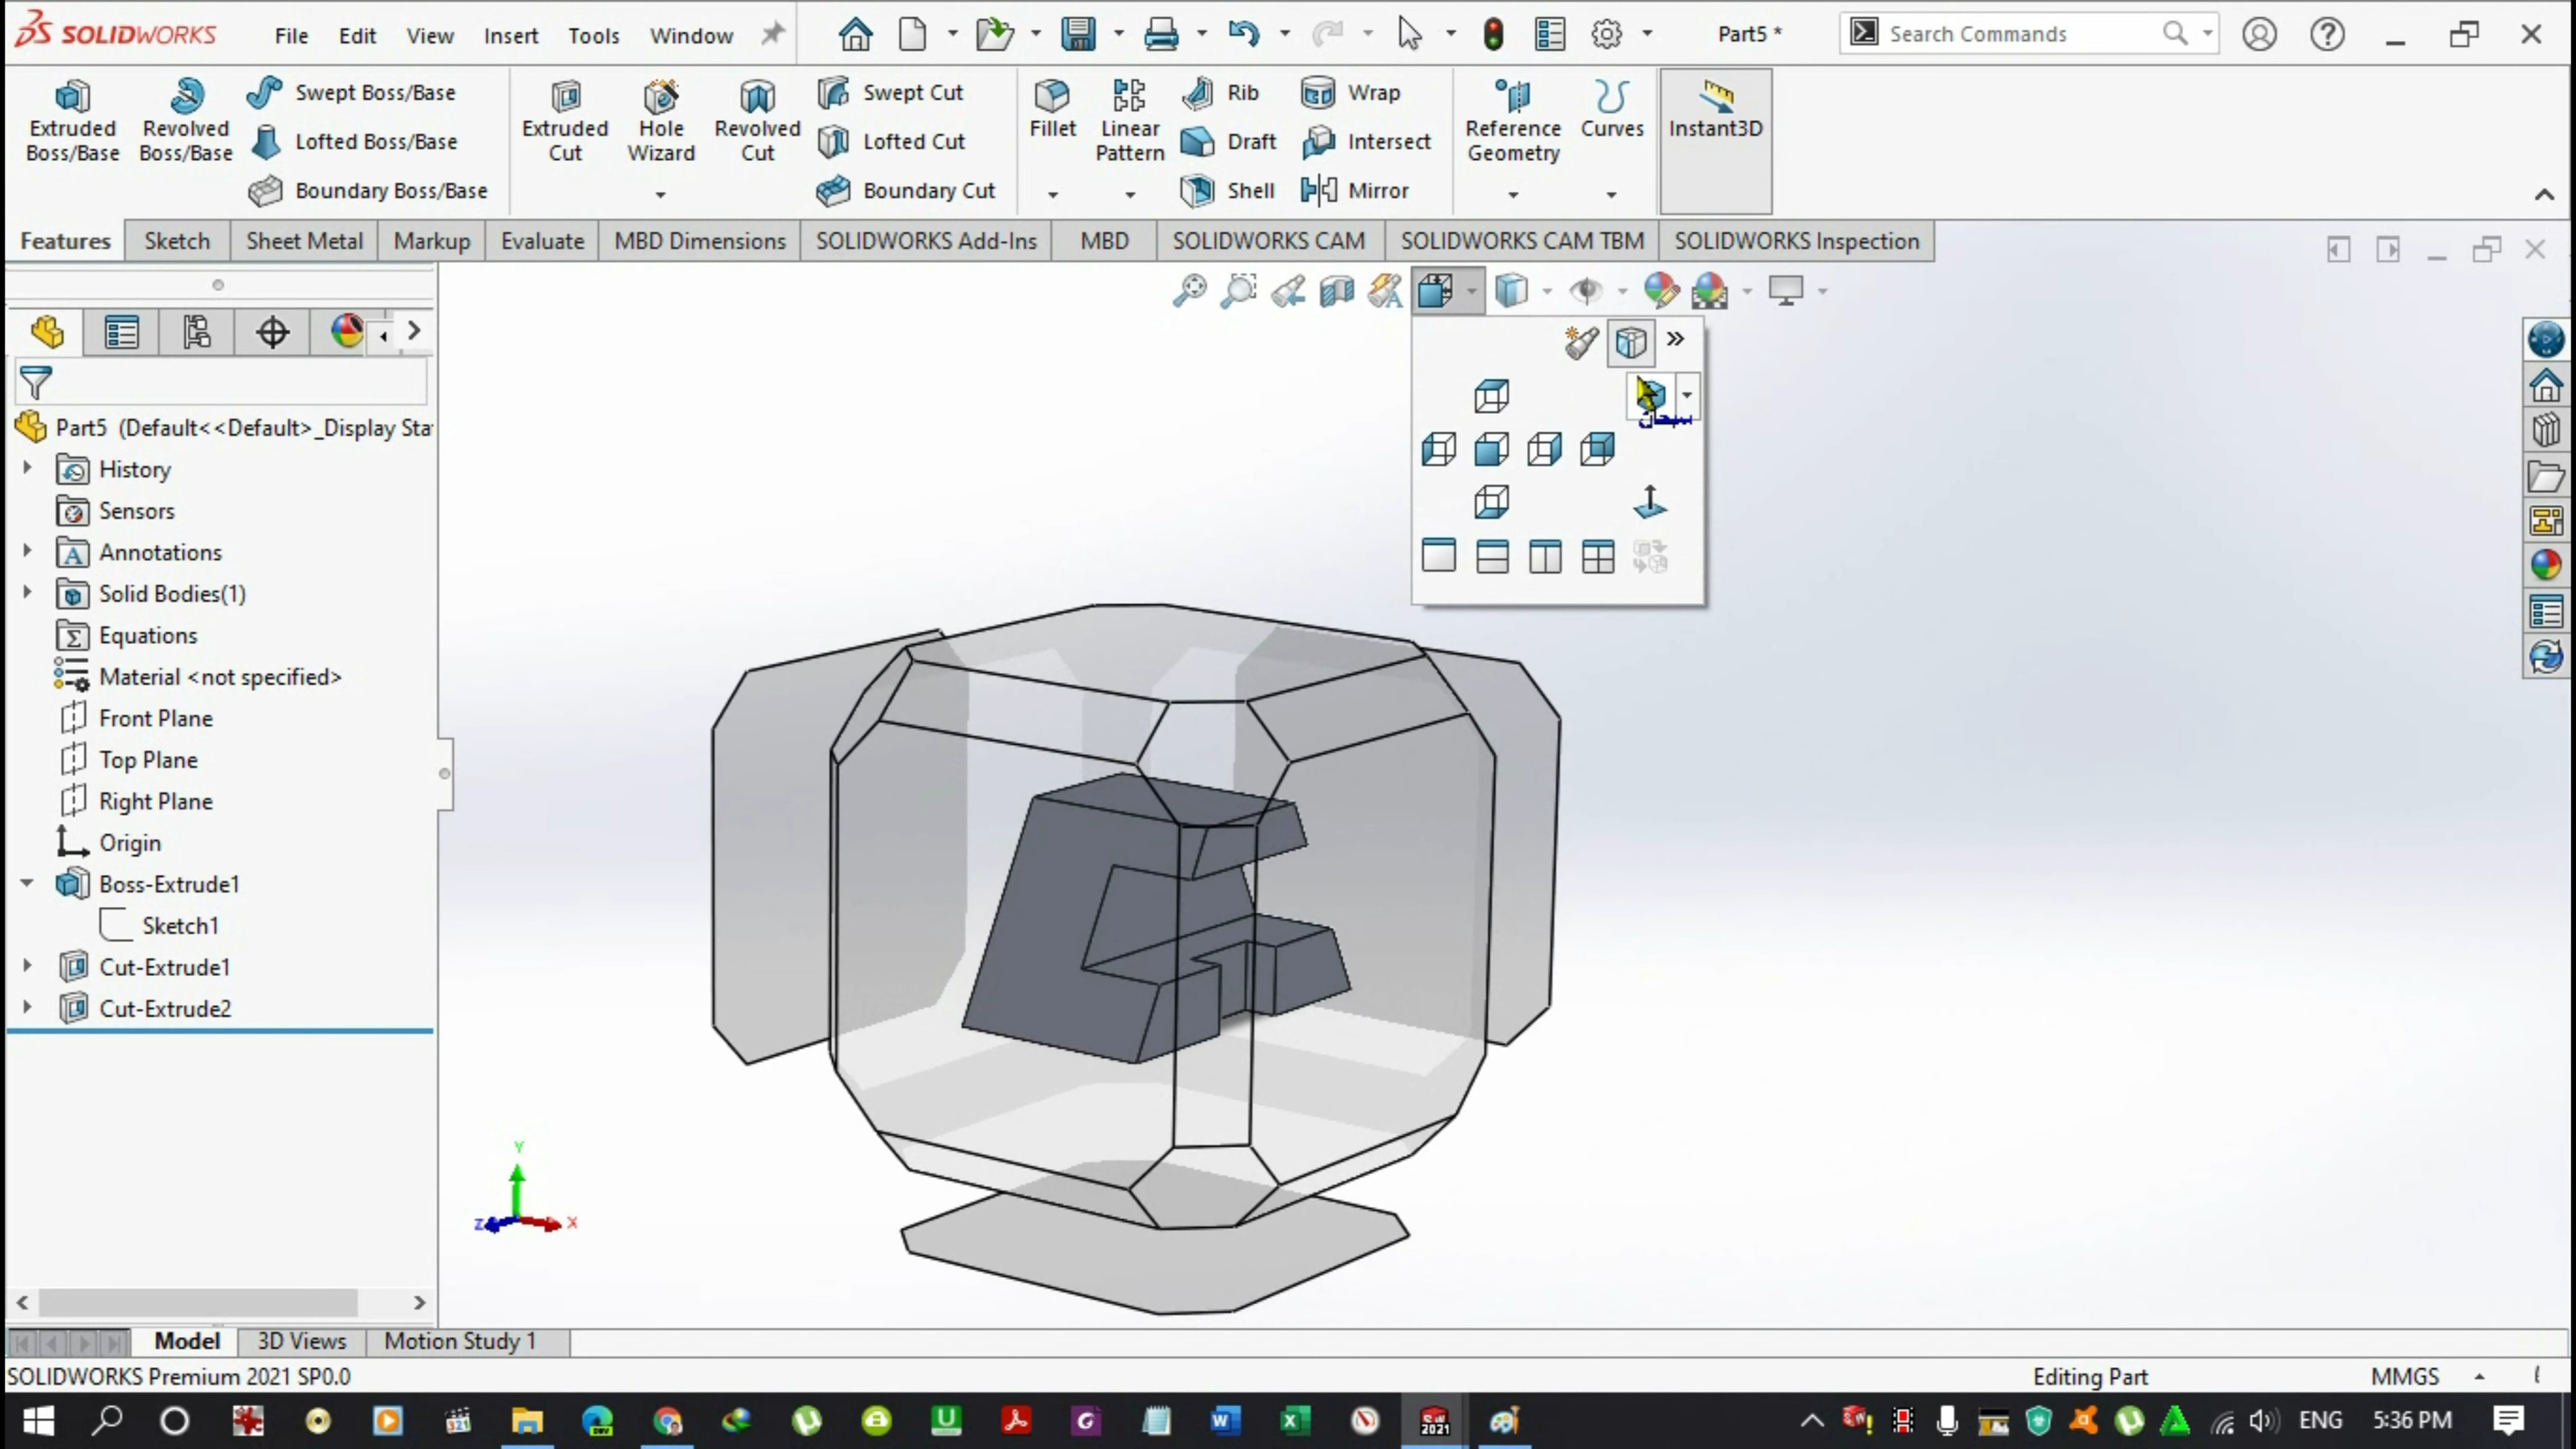 SOLIDWORKS File Edit View Insert Tools Window Part5 * Search Commands
Extruded Boss/Base
Revolved Boss/Base
Swept Boss/Base
Lofted Boss/Base
Boundary Boss/Base
Extruded Cut
Hole Wizard
Revolved Cut
Swept Cut
Lofted Cut
Boundary Cut
Fillet
Linear Pattern
Rib
Draft
Shell
Wrap
Intersect
Mirror
Reference Geometry
Curves
Instant3D
Features Sketch Sheet Metal Markup Evaluate MBD Dimensions SOLIDWORKS Add-Ins MBD SOLIDWORKS CAM SOLIDWORKS CAM TBM SOLIDWORKS Inspection
Part5 (Default<<Default>_Display Sta
History
Sensors
Annotations
Solid Bodies(1)
Equations
Material <not specified>
Front Plane
Top Plane
Right Plane
Origin
Boss-Extrude1
Sketch1
Cut-Extrude1
Cut-Extrude2
Y
Z X
Model 3D Views Motion Study 1
SOLIDWORKS Premium 2021 SP0.0 Editing Part MMGS
ENG 5:36 PM